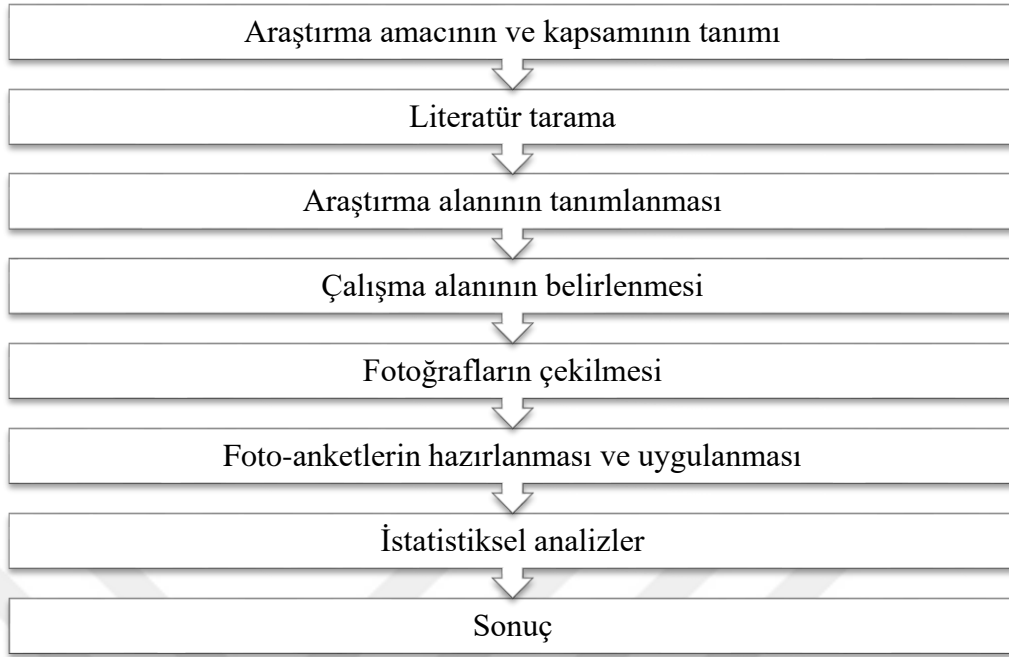 Araştırma amacının ve kapsamının tanımı
Literatür tarama
Araştırma alanının tanımlanması
Çalışma alanının belirlenmesi
Fotoğrafların çekilmesi
Foto-anketlerin hazırlanması ve uygulanması
İstatistiksel analizler
Sonuç